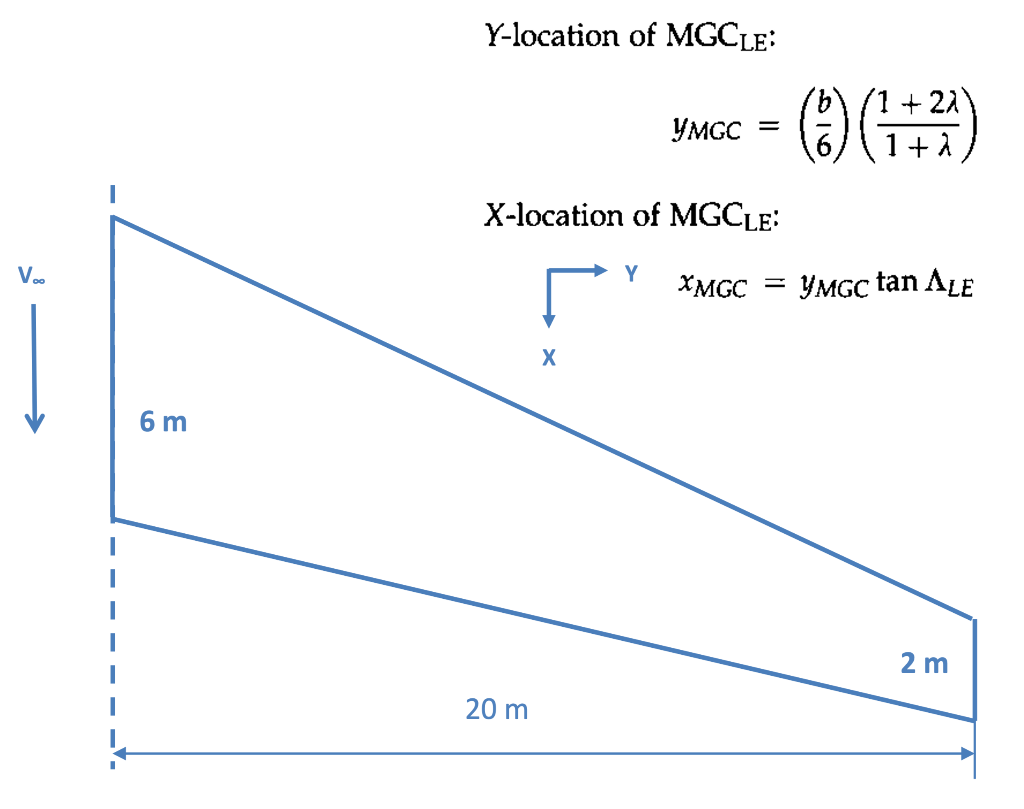 Y-location of MGC_LE:
y_MGC = (b/6) ((1 + 2λ)/(1 + λ))
X-location of MGC_LE:
x_MGC = y_MGC tan Λ_LE
V∞
Y
X
6 m
2 m
20 m